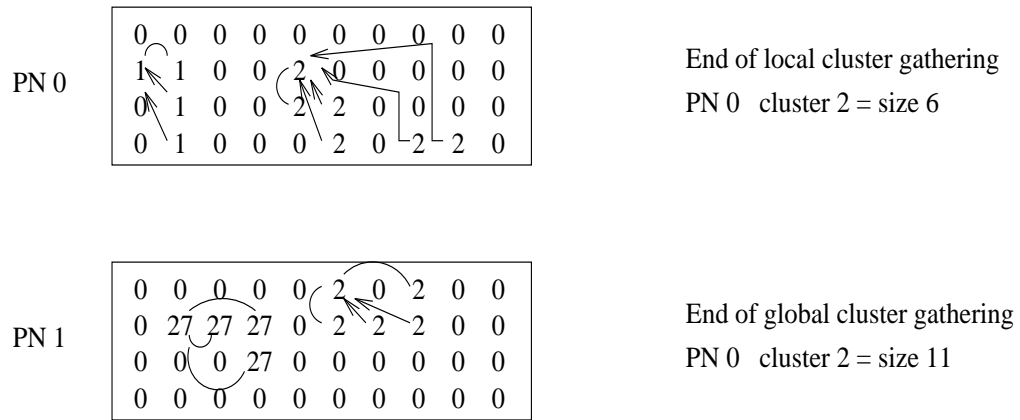 0 0 0 0 0 0 0 0 0 0
1 1 0 0 2 0 0 0 0 0
0 1 0 0 2 2 0 0 0 0
0 1 0 0 0 2 0 2 2 0
PN 0
End of local cluster gathering
PN 0 cluster 2 = size 6
0 0 0 0 0 2 0 2 0 0
0 27 27 27 0 2 2 2 0 0
0 0 0 27 0 0 0 0 0 0
0 0 0 0 0 0 0 0 0 0
PN 1
End of global cluster gathering
PN 0 cluster 2 = size 11